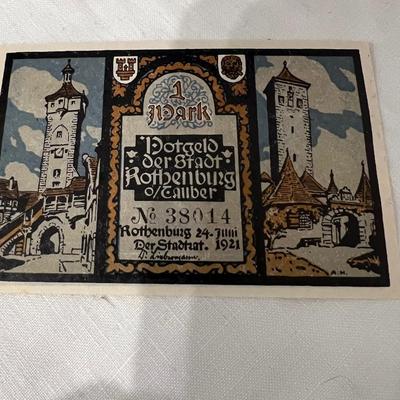 1
Mark
Notgeld
der Stadt
Rothenburg
o/Tauber
No 38014
Rothenburg 24. Juni
Der Stadtrat. 1921
A.H.